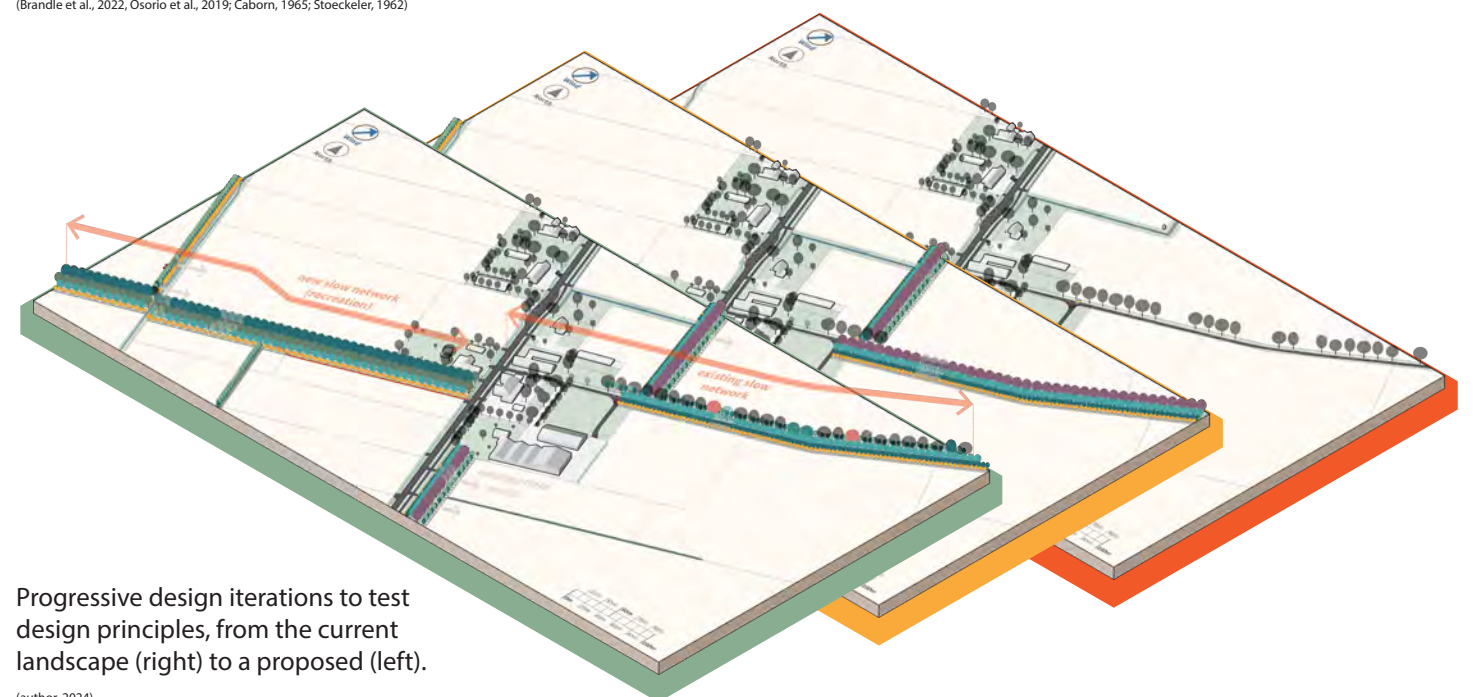 (Brandle et al., 2022, Osorio et al., 2019; Caborn, 1965; Stoeckeler, 1962)
Wind
North
Wind
North
Wind
North
new slow network
(recreation)
existing slow
network
Progressive design iterations to test
design principles, from the current
landscape (right) to a proposed (left).
(author, 2024)